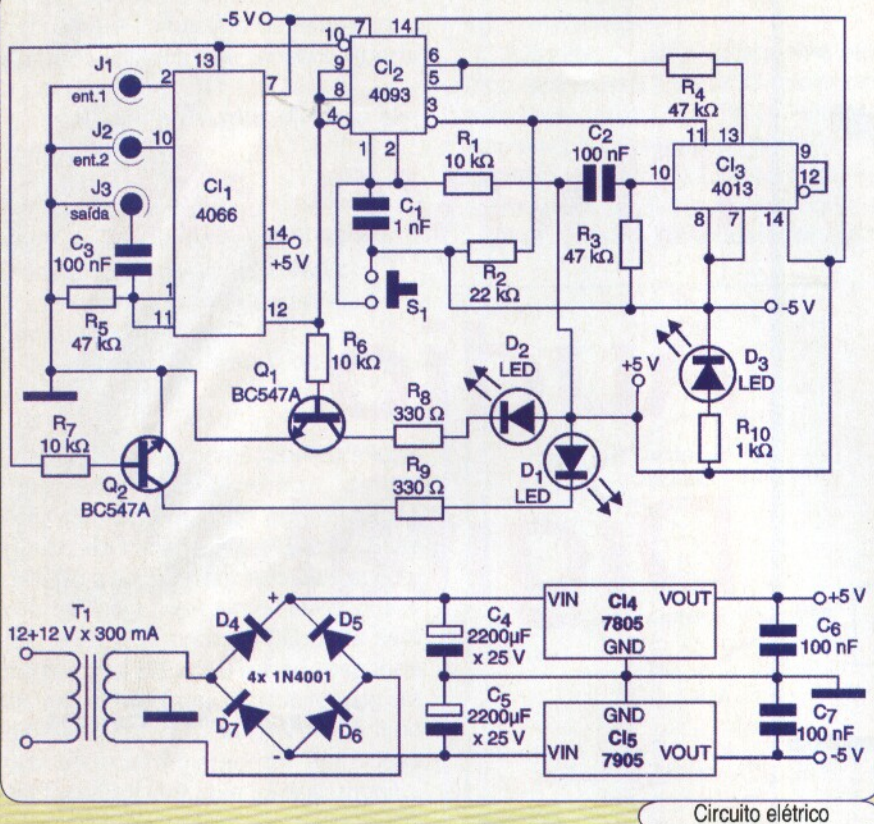 -5 V
7
14
10
9
8
4
CI2
4093
6
5
3
1
2
J1
ent.1
J2
ent.2
J3
saída
13
2
10
7
CI1
4066
14
+5 V
12
1
11
C3
100 nF
R5
47 kΩ
R1
10 kΩ
C1
1 nF
S1
R2
22 kΩ
C2
100 nF
R3
47 kΩ
R4
47 kΩ
11
13
10
CI3
4013
9
12
8
7
14
-5 V
R6
10 kΩ
Q1
BC547A
R7
10 kΩ
Q2
BC547A
R8
330 Ω
R9
330 Ω
D2
LED
D1
LED
+5 V
D3
LED
R10
1 kΩ
T1
12+12 V x 300 mA
+
D4
D5
4x 1N4001
D7
D6
-
C4
2200µF
x 25 V
C5
2200µF
x 25 V
VIN
CI4
7805
VOUT
GND
GND
CI5
7905
VIN
VOUT
+5 V
C6
100 nF
C7
100 nF
-5 V
Circuito elétrico